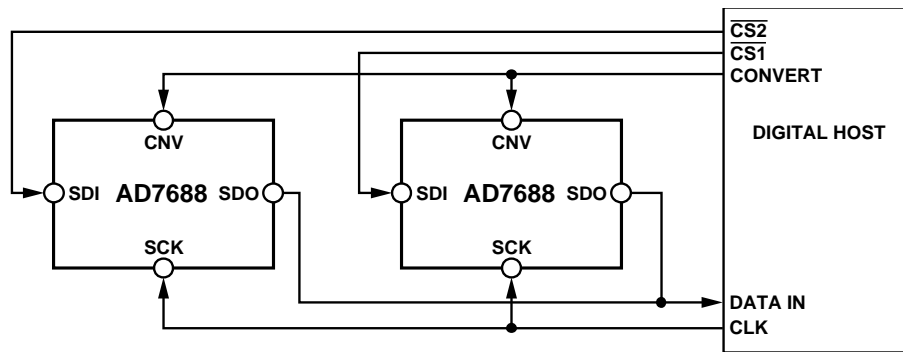 CS2
CS1
CONVERT
CNV
CNV
DIGITAL HOST
SDI AD7688 SDO
SDI AD7688 SDO
SCK
SCK
DATA IN
CLK